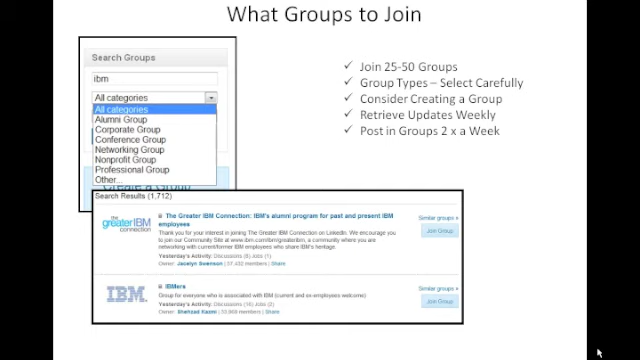 What Groups to Join
Search Groups
ibm
All categories
All categories
Alumni Group
Corporate Group
Conference Group
Networking Group
Nonprofit Group
Professional Group
Other...
Create a Group
✓ Join 25-50 Groups
✓ Group Types – Select Carefully
✓ Consider Creating a Group
✓ Retrieve Updates Weekly
✓ Post in Groups 2 x a Week
Search Results (1,712)
the
greaterIBM
connection
The Greater IBM Connection: IBM's alumni program for past and present IBM
employees
Thank you for your interest in joining The Greater IBM Connection on LinkedIn. We encourage you
to join our Community Site at www.ibm.com/ibm/greateribm, a community where you are
networking with current/former IBM employees who share IBM's heritage.
Yesterday's Activity: Discussions (8) Jobs (1)
Owner: Jacelyn Swenson | 37,432 members | Share
Similar groups »
Join Group
IBM
IBMers
Group for everyone who is associated with IBM (current and ex-employees welcome)
Yesterday's Activity: Discussions (16) Jobs (2)
Owner: Shehzad Kazmi | members | Share
Similar groups »
Join Group